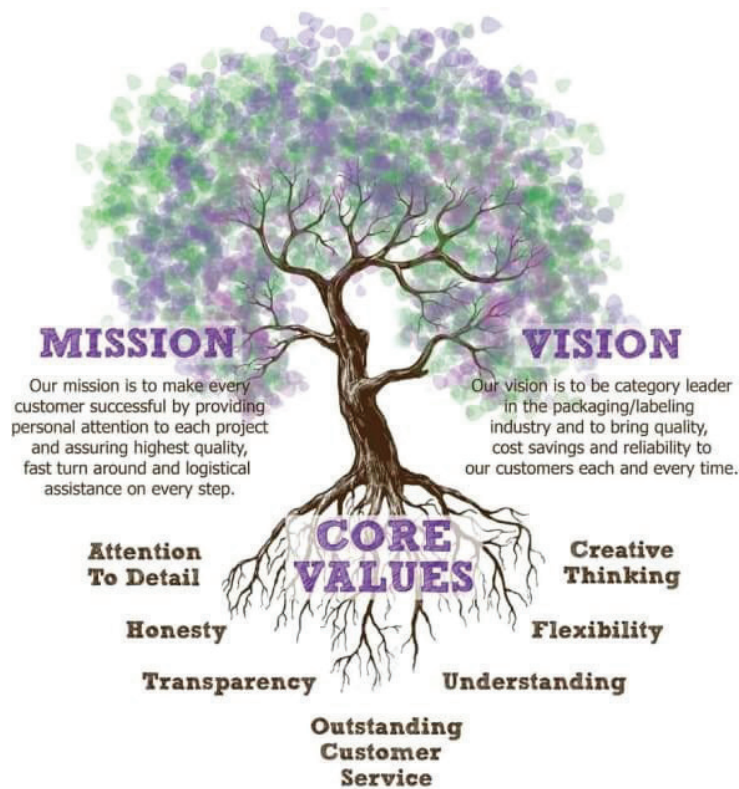 MISSION
Our mission is to make every
customer successful by providing
personal attention to each project
and assuring highest quality,
fast turn around and logistical
assistance on every step.
VISION
Our vision is to be category leader
in the packaging/labeling
industry and to bring quality,
cost savings and reliability to
our customers each and every time.
CORE
VALUES
Attention
To Detail
Honesty
Transparency
Outstanding
Customer
Service
Understanding
Flexibility
Creative
Thinking